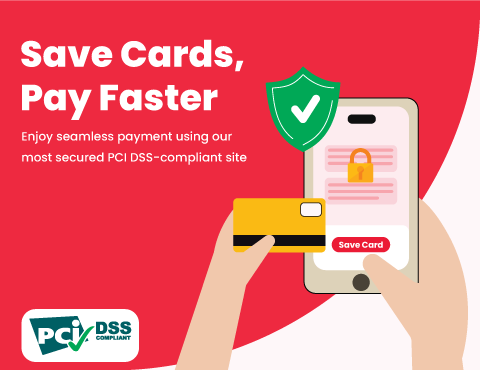 Save Cards,
Pay Faster
Enjoy seamless payment using our
most secured PCI DSS-compliant site
Save Card
PCi DSS
COMPLIANT